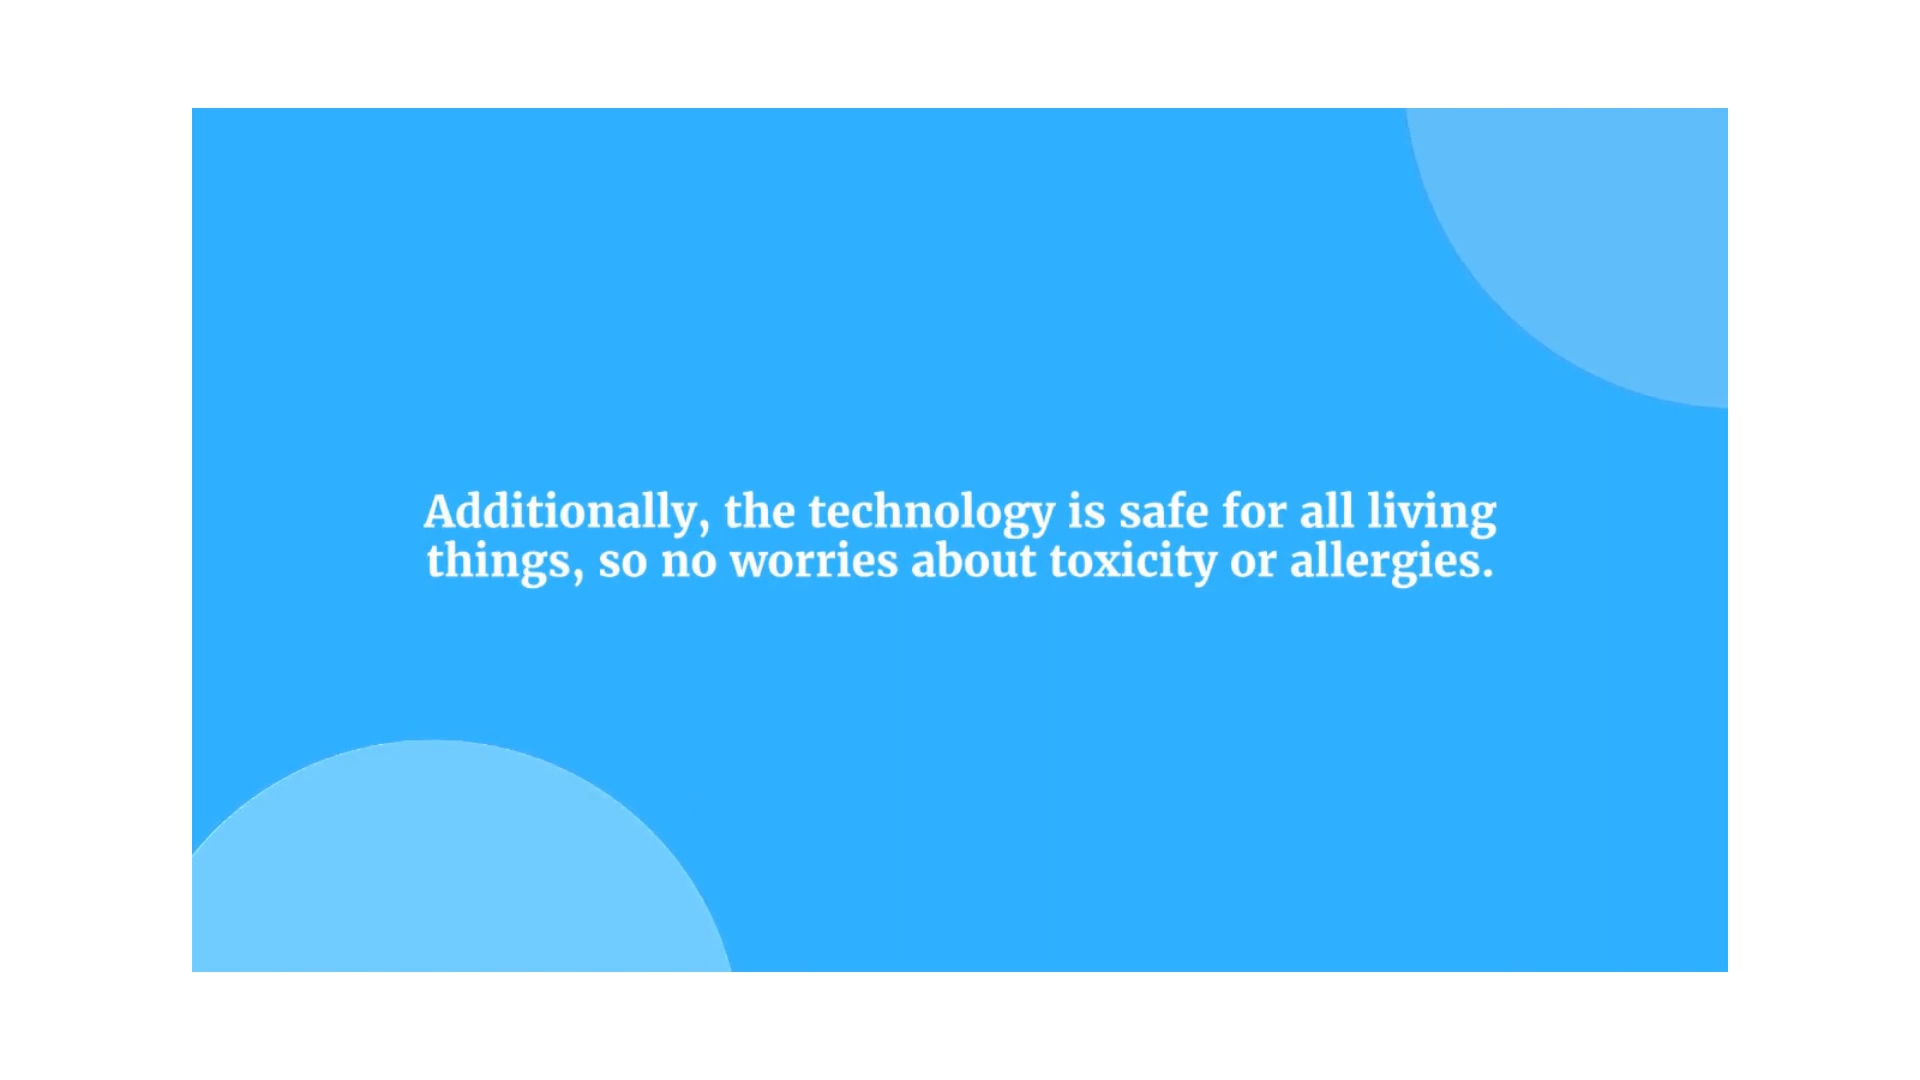 Additionally, the technology is safe for all living
things, so no worries about toxicity or allergies.